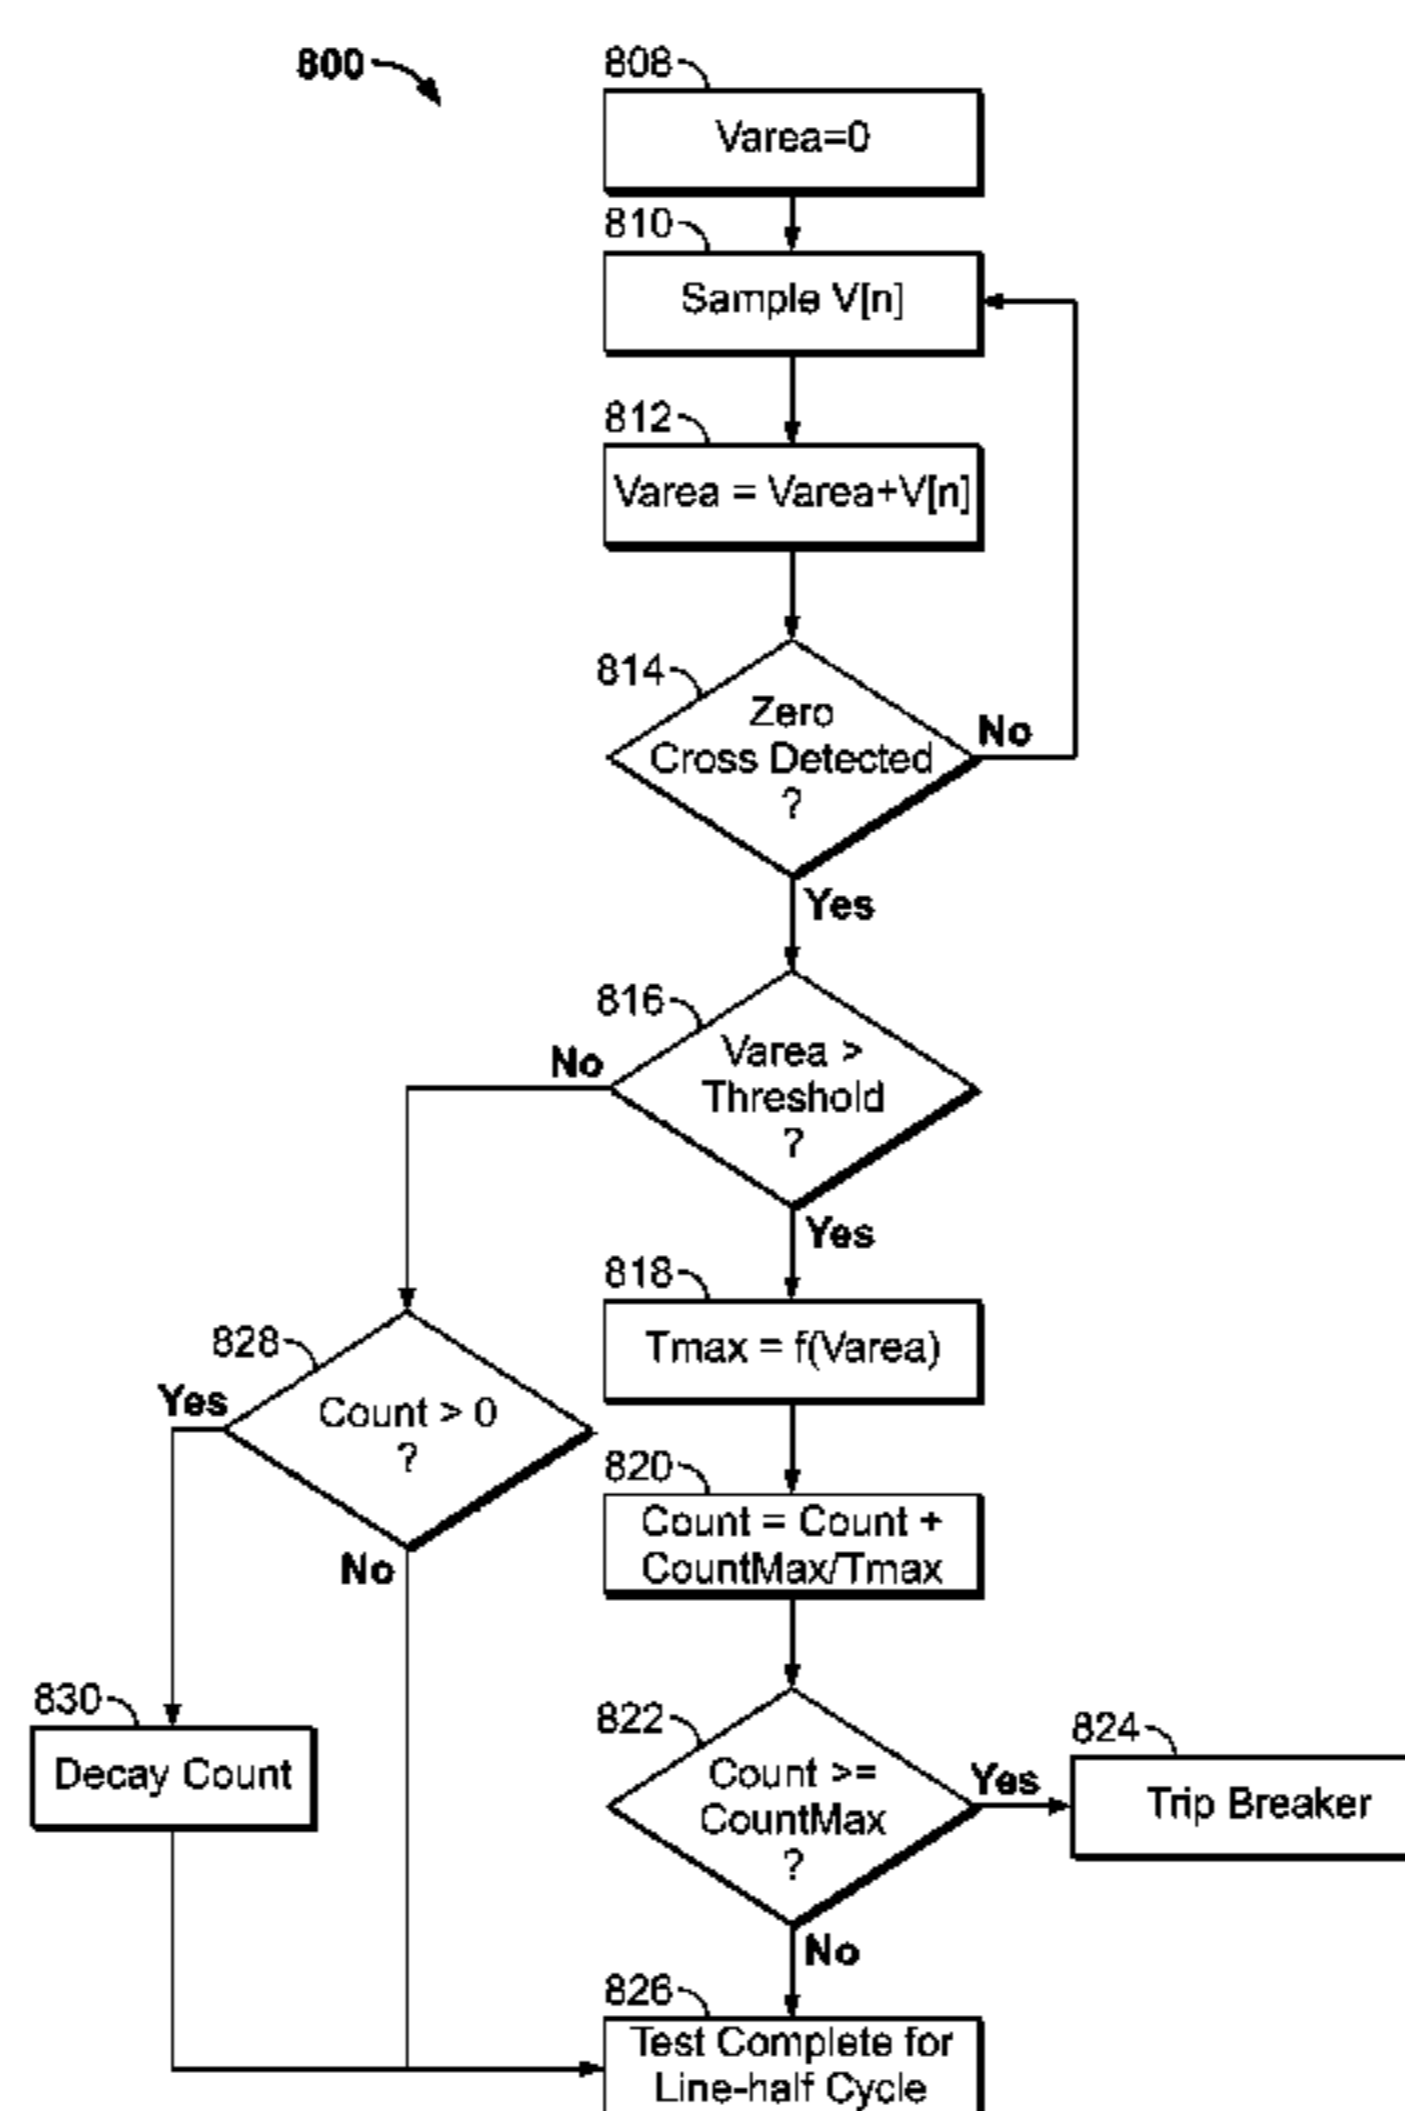 800
808
Varea=0
810
Sample V[n]
812
Varea = Varea+V[n]
814
Zero
Cross Detected
?
No
Yes
816
Varea >
Threshold
?
No
Yes
818
Tmax = f(Varea)
828
Yes
Count > 0
?
No
820
Count = Count +
CountMax/Tmax
830
Decay Count
822
Count >=
CountMax
?
Yes
824
Trip Breaker
No
826
Test Complete for
Line-half Cycle